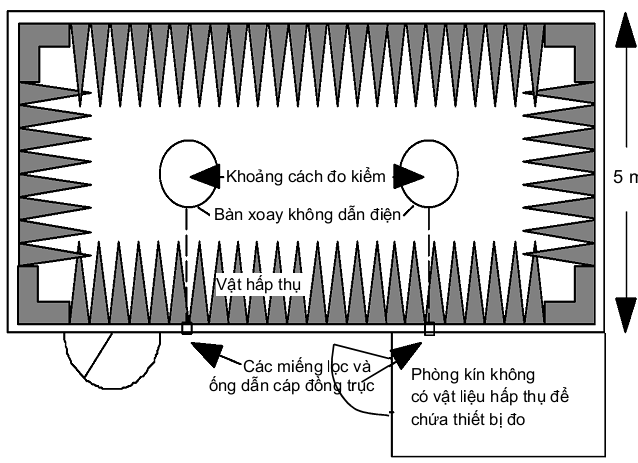 Khoảng cách đo kiểm
5 m
Bàn xoay không dẫn điện
Vật hấp thụ
Các miếng lọc và
ống dẫn cáp đồng trục
Phòng kín không
có vật liệu hấp thụ để
chứa thiết bị đo